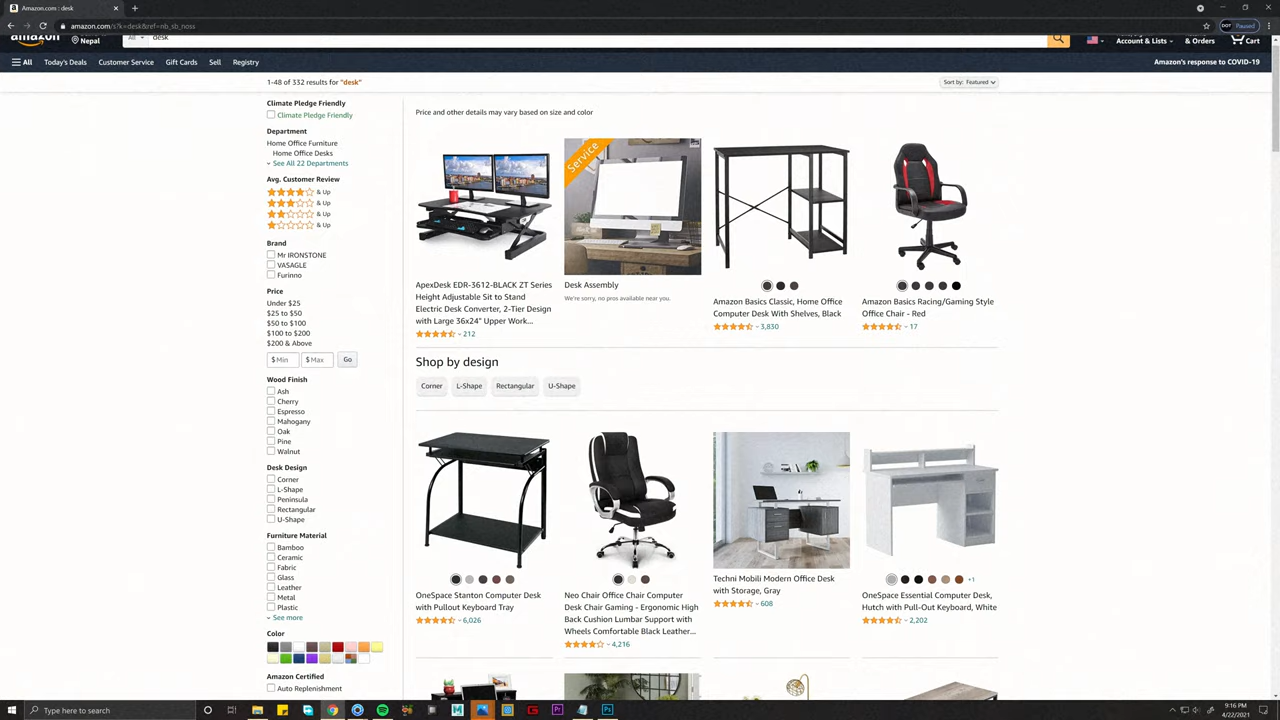 Amazon.com : desk
amazon.com/s?k=desk&ref=nb_sb_noss
Paused
amazon
Nepal
All
desk
Account & Lists
& Orders
Cart
All
Today's Deals
Customer Service
Gift Cards
Sell
Registry
Amazon's response to COVID-19
1-48 of 332 results for "desk"
Sort by: Featured
Climate Pledge Friendly
Climate Pledge Friendly
Department
Home Office Furniture
Home Office Desks
See All 22 Departments
Avg. Customer Review
& Up
& Up
& Up
& Up
Brand
Mr IRONSTONE
VASAGLE
Furinno
Price
Under $25
$25 to $50
$50 to $100
$100 to $200
$200 & Above
$ Min
$ Max
Go
Wood Finish
Ash
Cherry
Espresso
Mahogany
Oak
Pine
Walnut
Desk Design
Corner
L-Shape
Peninsula
Rectangular
U-Shape
Furniture Material
Bamboo
Ceramic
Fabric
Glass
Leather
Metal
Plastic
See more
Color
Amazon Certified
Auto Replenishment
Price and other details may vary based on size and color
ApexDesk EDR-3612-BLACK ZT Series
Height Adjustable Sit to Stand
Electric Desk Converter, 2-Tier Design
with Large 36x24" Upper Work...
212
Service
Desk Assembly
We're sorry, no pros available near you.
Amazon Basics Classic, Home Office
Computer Desk With Shelves, Black
3,830
Amazon Basics Racing/Gaming Style
Office Chair - Red
17
Shop by design
Corner
L-Shape
Rectangular
U-Shape
OneSpace Stanton Computer Desk
with Pullout Keyboard Tray
6,026
Neo Chair Office Chair Computer
Desk Chair Gaming - Ergonomic High
Back Cushion Lumbar Support with
Wheels Comfortable Black Leather...
4,216
Techni Mobili Modern Office Desk
with Storage, Gray
608
+1
OneSpace Essential Computer Desk,
Hutch with Pull-Out Keyboard, White
2,202
Type here to search
9:16 PM
4/22/2021